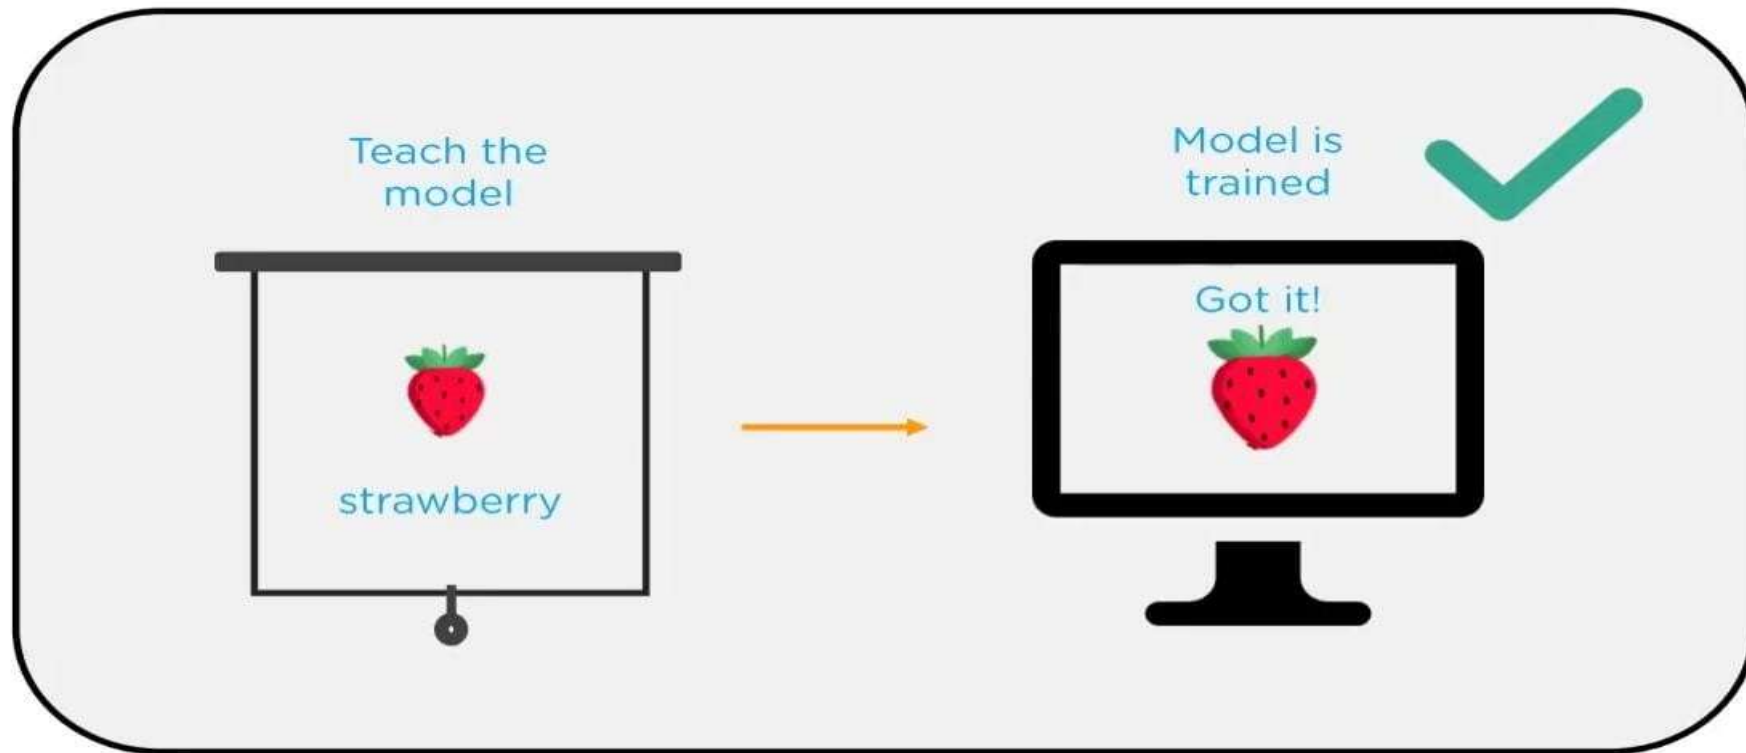 Teach the
model
strawberry
Model is
trained
Got it!